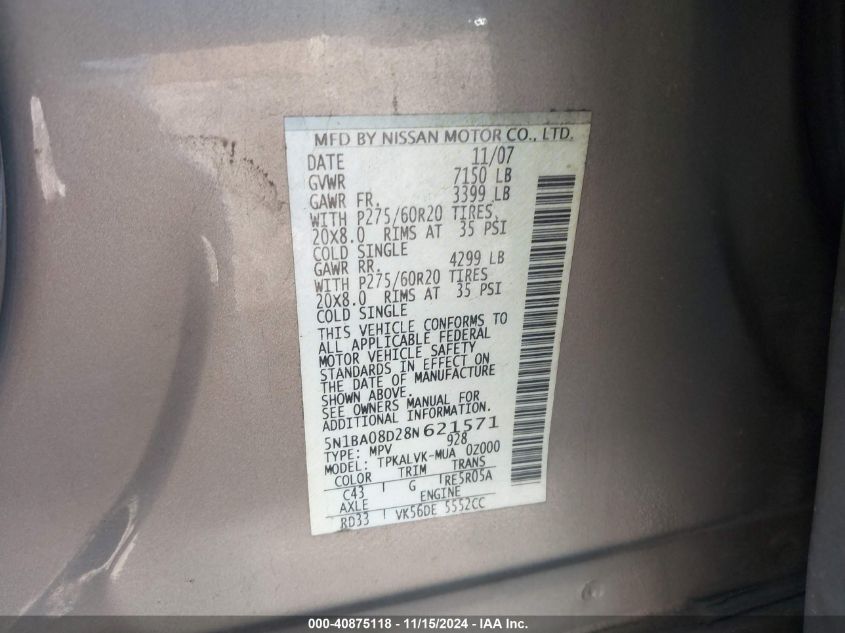 MFD BY NISSAN MOTOR CO., LTD.
DATE 11/07
GVWR 7150 LB
GAWR FR. 3399 LB
WITH P275/60R20 TIRES,
20X8.0 RIMS AT 35 PSI
COLD SINGLE
GAWR RR. 4299 LB
WITH P275/60R20 TIRES
20X8.0 RIMS AT 35 PSI
COLD SINGLE
THIS VEHICLE CONFORMS TO
ALL APPLICABLE FEDERAL
MOTOR VEHICLE SAFETY
STANDARDS IN EFFECT ON
THE DATE OF MANUFACTURE
SHOWN ABOVE.
SEE OWNERS MANUAL FOR
ADDITIONAL INFORMATION.
5N1BA08D28N621571
TYPE: MPV 928
MODEL: TPKALVK-MUA 0Z000
COLOR TRIM TRANS
C43 G RE5R05A
AXLE ENGINE
RD33 VK56DE 5552CC
000-40875118 - 11/15/2024 - IAA Inc.